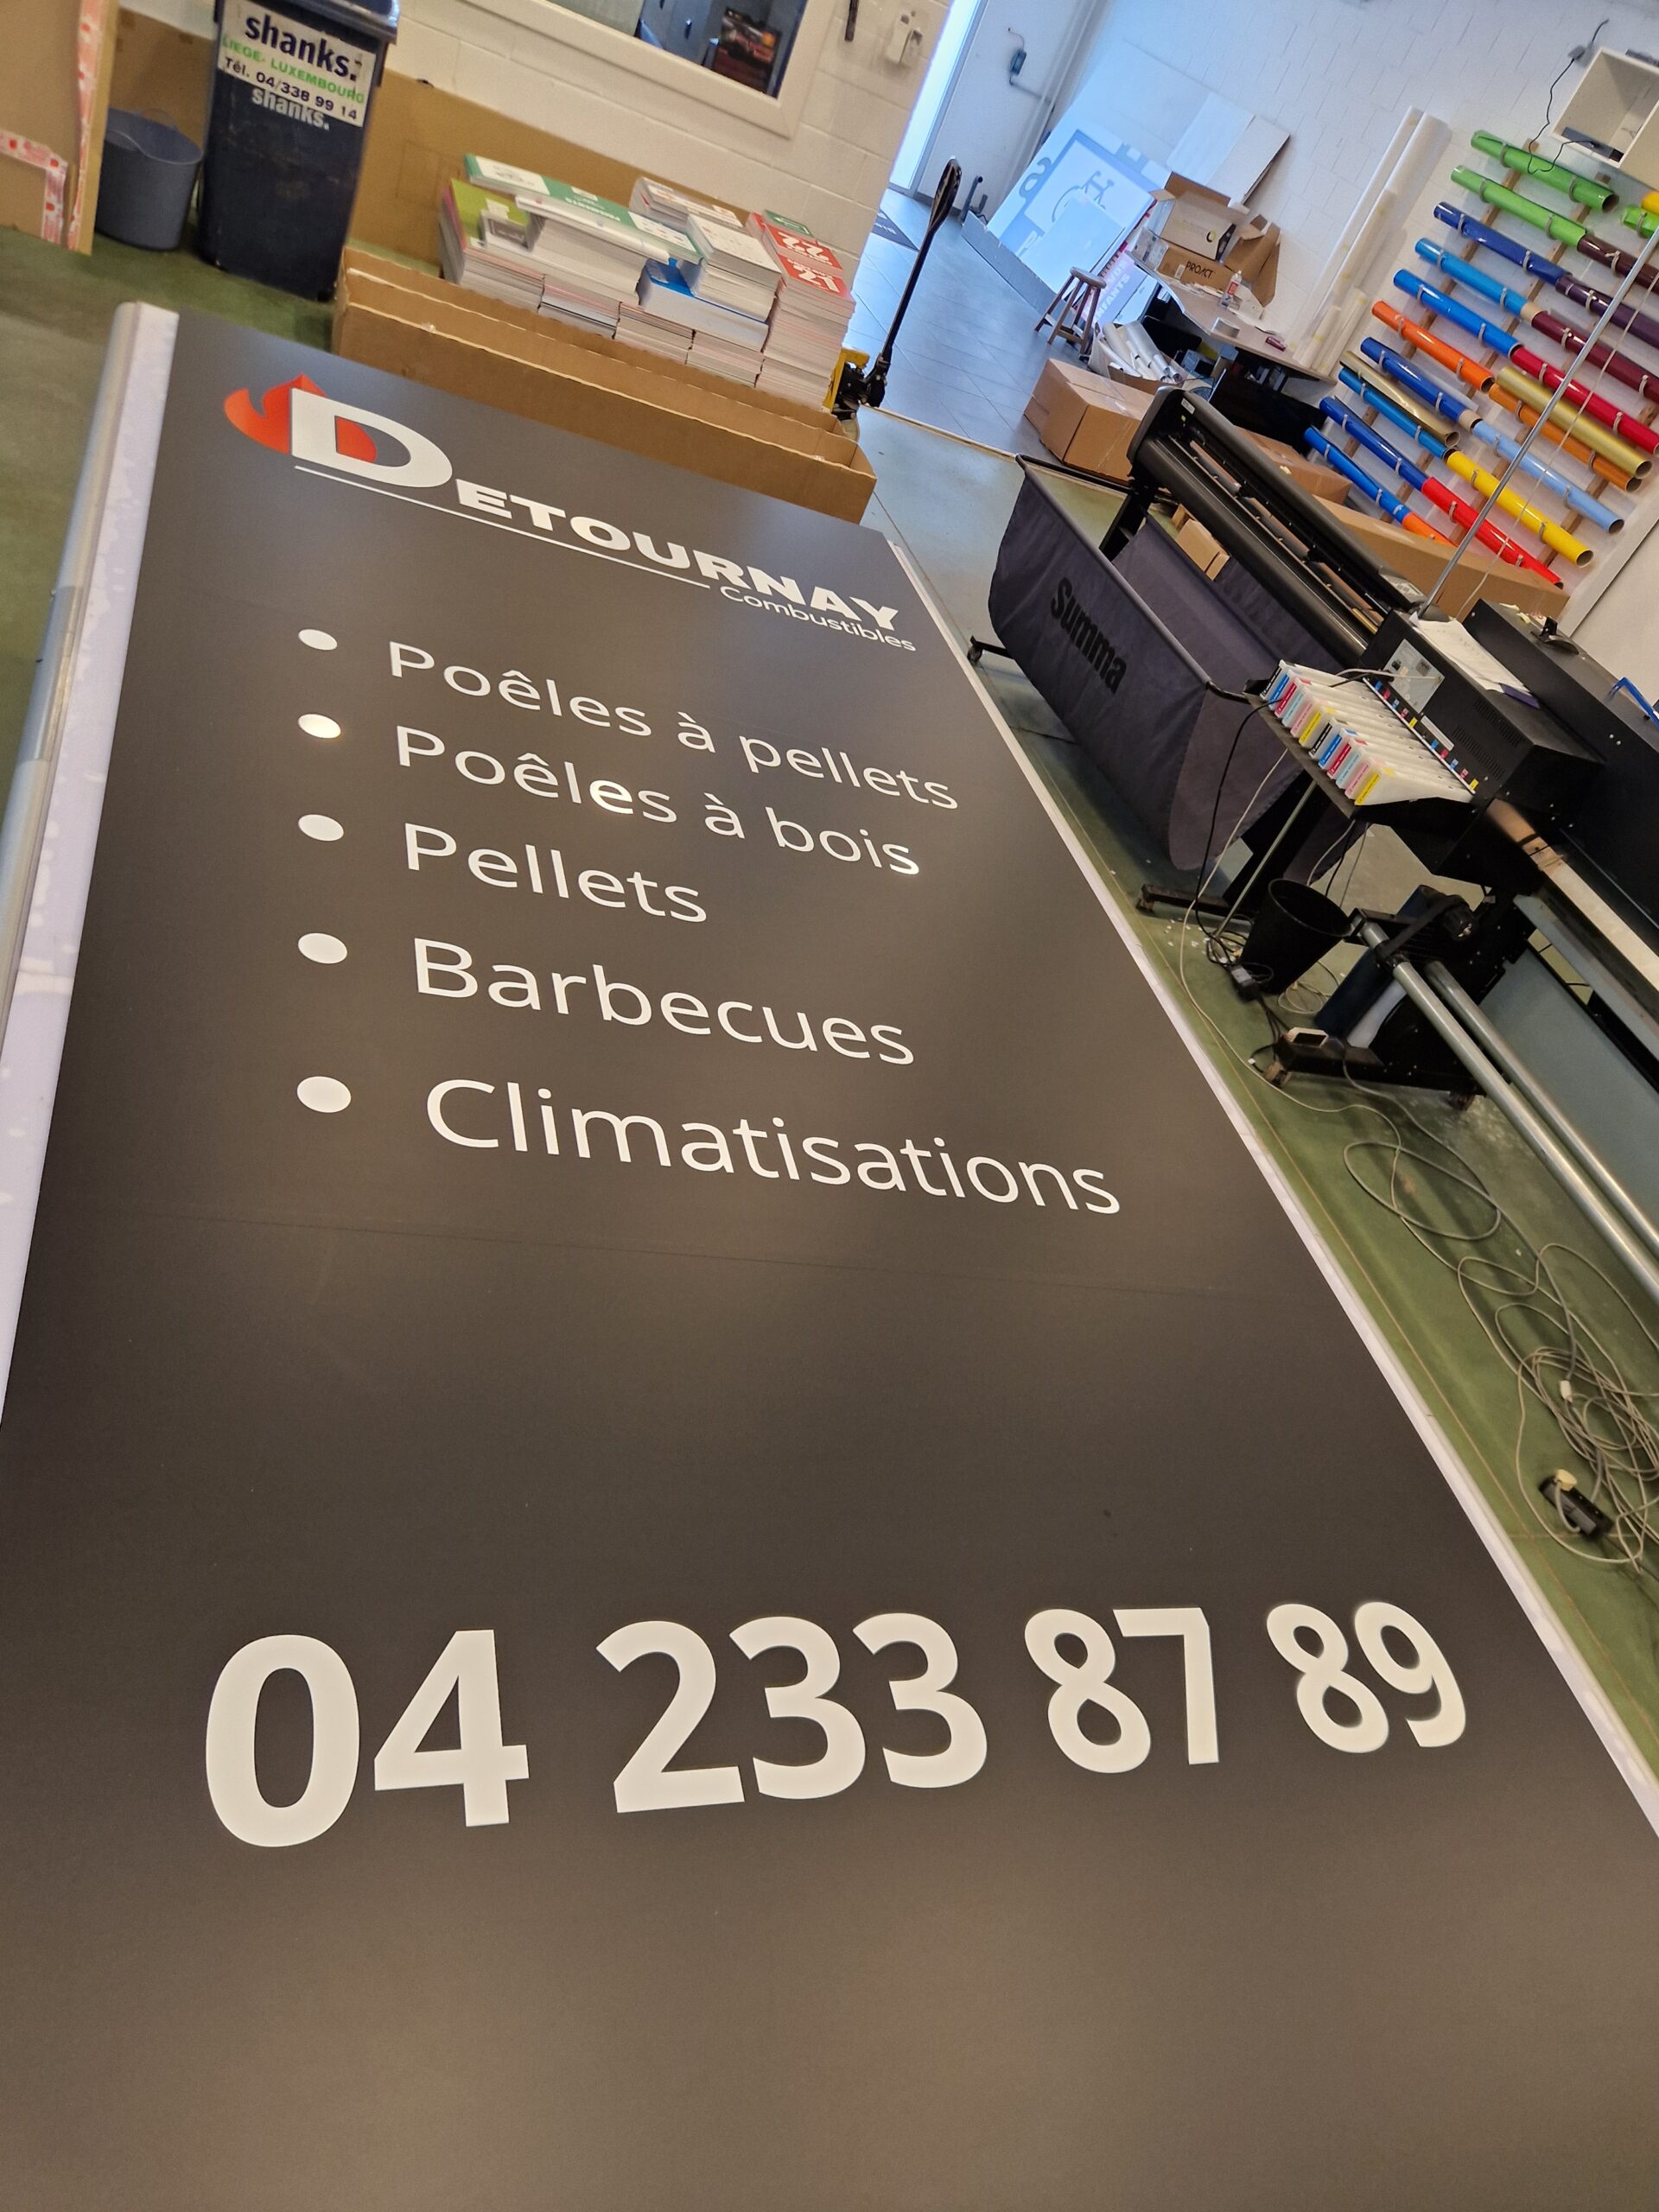 shanks.
LIEGE- LUXEMBOURG
Tél. 04/338 99 14
shanks.
PROACT
Summa
DETOURNAY
Combustibles
• Poêles à pellets
• Poêles à bois
• Pellets
• Barbecues
• Climatisations
04 233 87 89